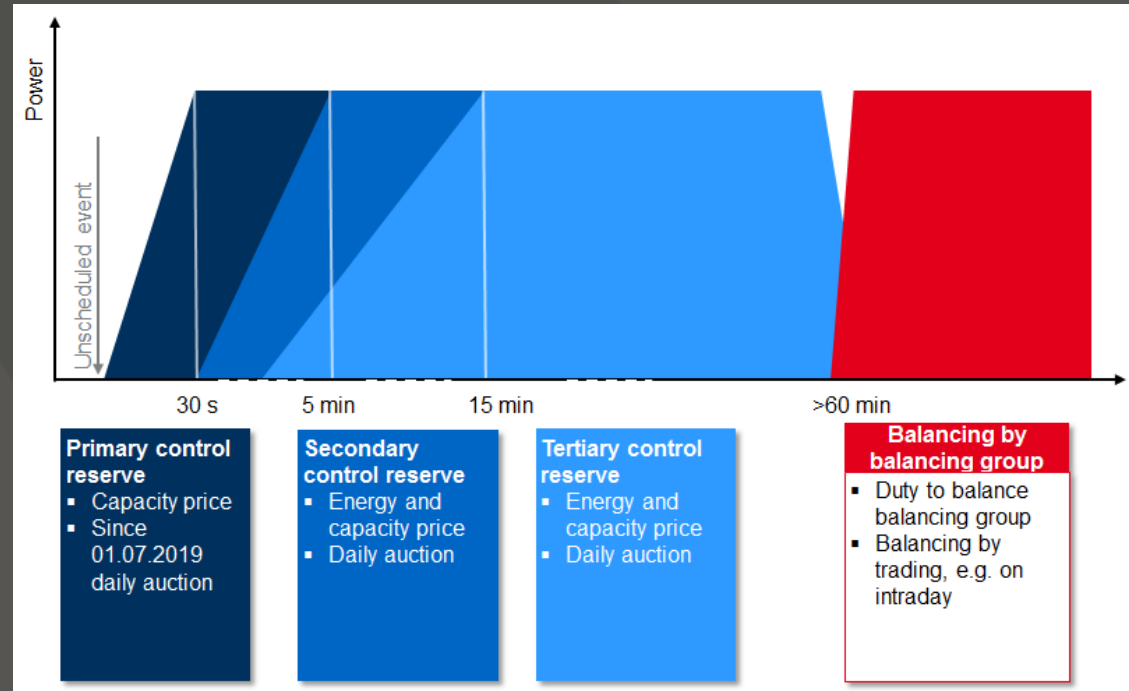 Power
Unscheduled event
30 s
5 min
15 min
>60 min
Primary control
reserve
▪ Capacity price
▪ Since
01.07.2019
daily auction
Secondary
control reserve
▪ Energy and
capacity price
▪ Daily auction
Tertiary control
reserve
▪ Energy and
capacity price
▪ Daily auction
Balancing by
balancing group
▪ Duty to balance
balancing group
▪ Balancing by
trading, e.g. on
intraday